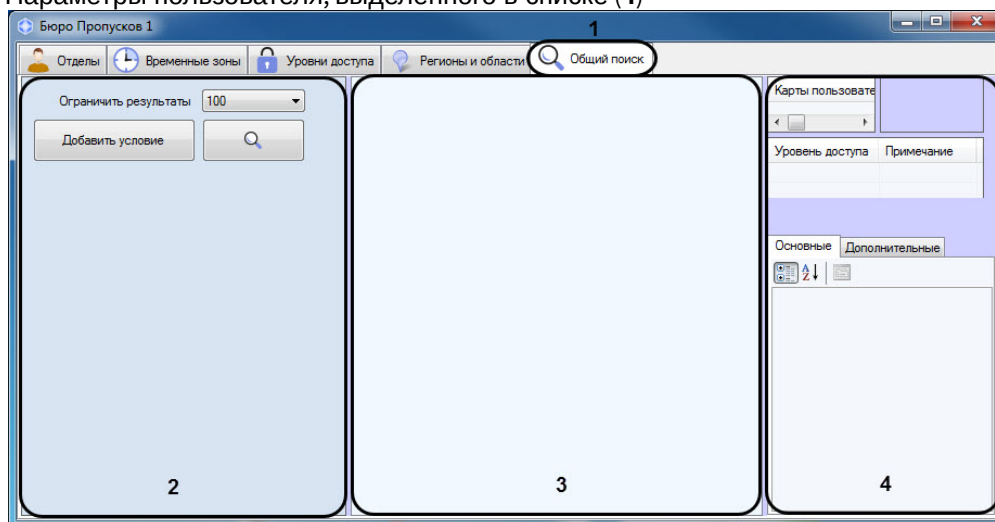 Параметры пользователя, выделенного в списке (4)
Бюро Пропусков 1
1
Отделы Временные зоны Уровни доступа Регионы и области Общий поиск
Ограничить результаты 100
Добавить условие
Карты пользовате
Уровень доступа Примечание
Основные Дополнительные
2
3
4